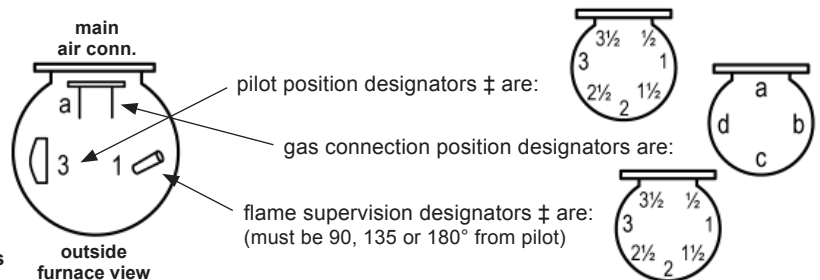 main
air conn.
a
3 1
outside
furnace view
s
pilot position designators ‡ are:
3½ ½
3 1
2½ 1½
2
gas connection position designators are:
a
d b
c
flame supervision designators ‡ are:
(must be 90, 135 or 180° from pilot)
3½ ½
3 1
2½ 1½
2